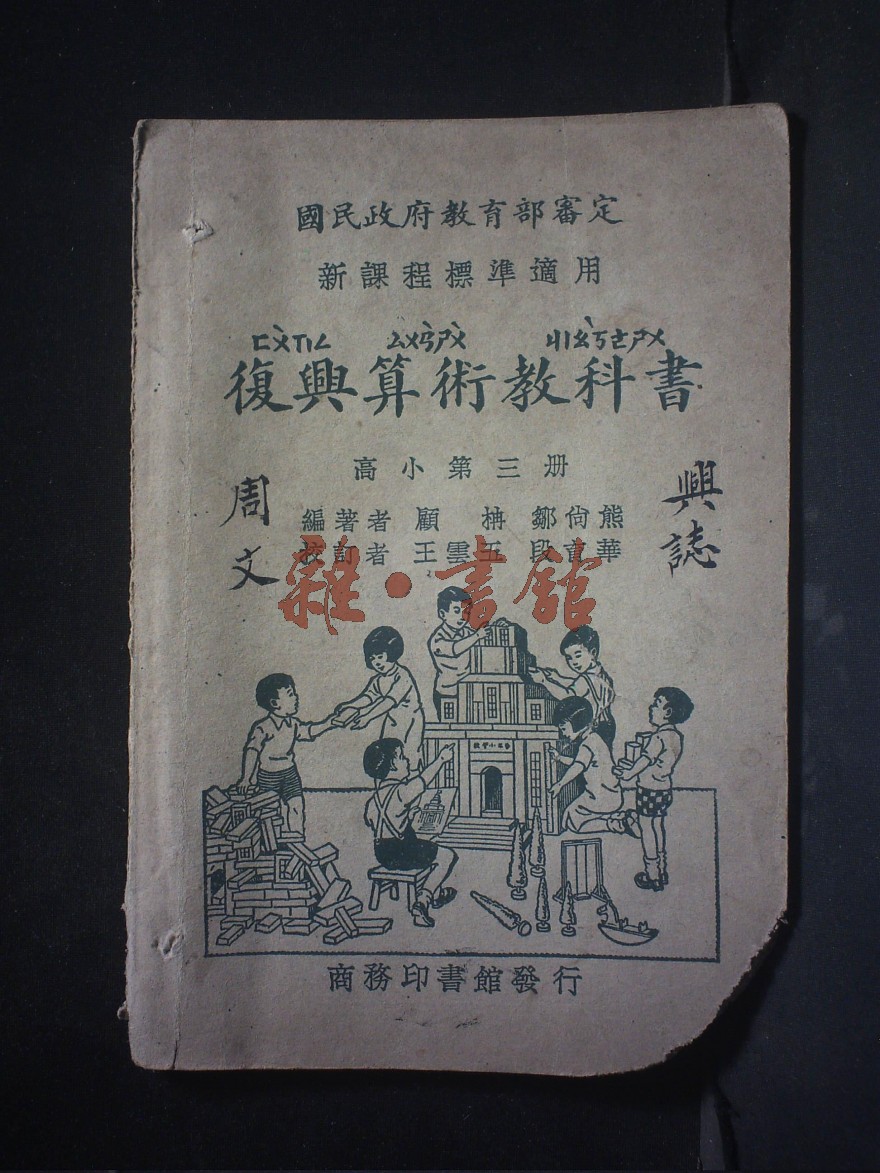 國民政府教育部審定
新課程標準適用
ㄈㄨˋㄒㄧㄥ ㄙㄨㄢˋㄕㄨˋ ㄐㄧㄠˋㄎㄜㄕㄨ
復興算術教科書
高小第三册
編著者 顧 枬 鄒尙熊
校訂者 王雲五 段育華
周文
興誌
雜·書館
商務印書館發行